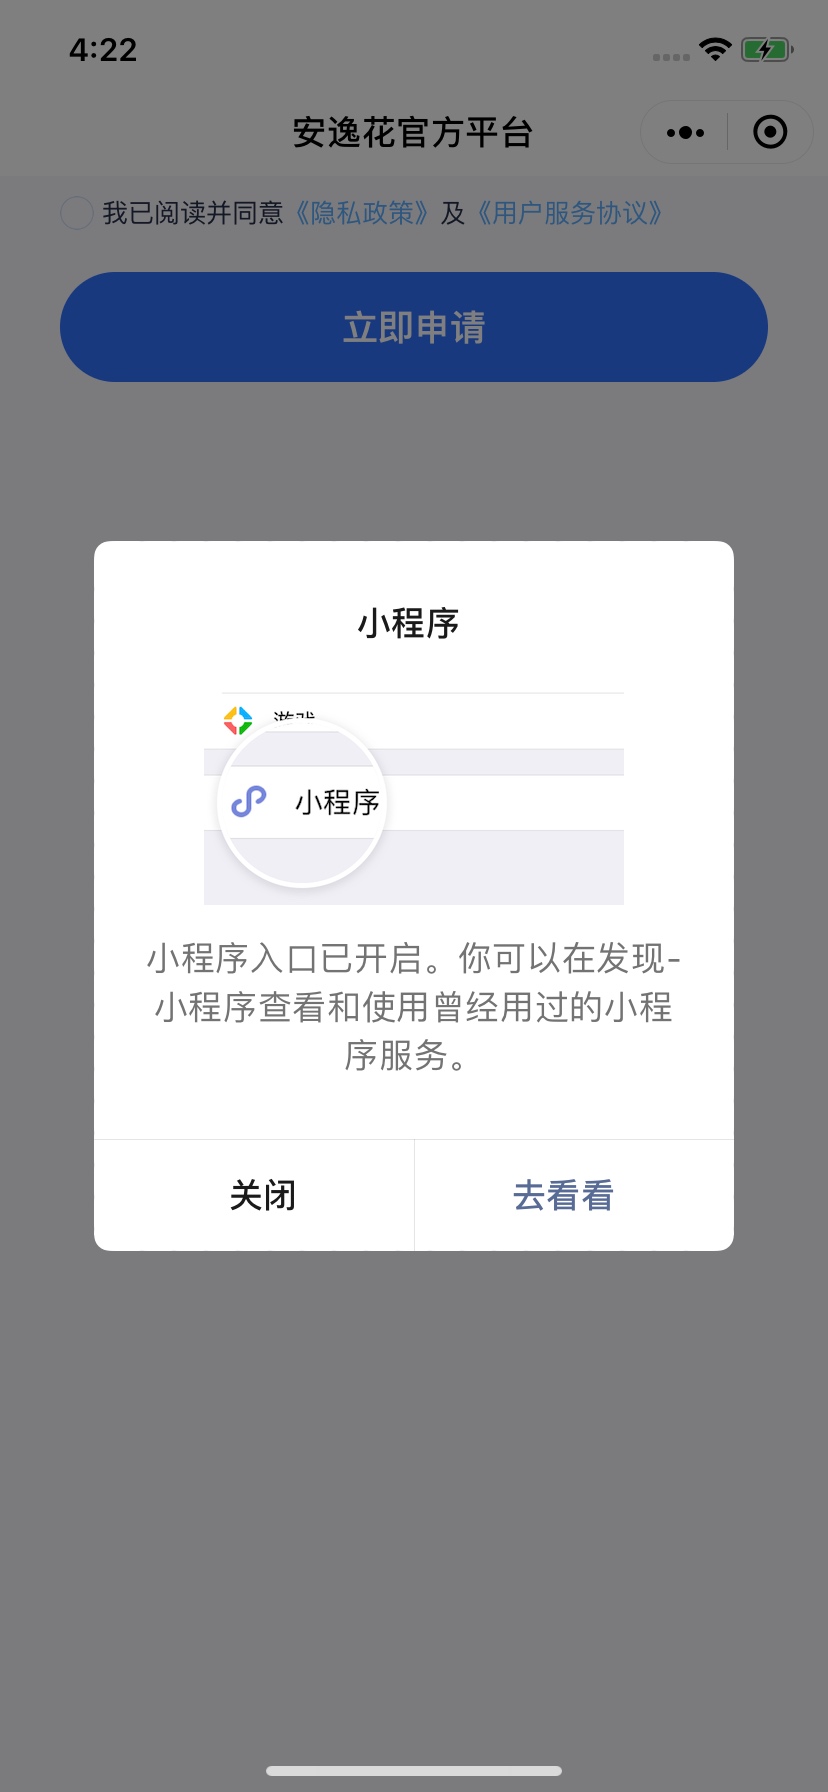 4:22
安逸花官方平台
我已阅读并同意《隐私政策》及《用户服务协议》
立即申请
小程序
游戏
小程序
小程序入口已开启。你可以在发现-
小程序查看和使用曾经用过的小程
序服务。
关闭
去看看